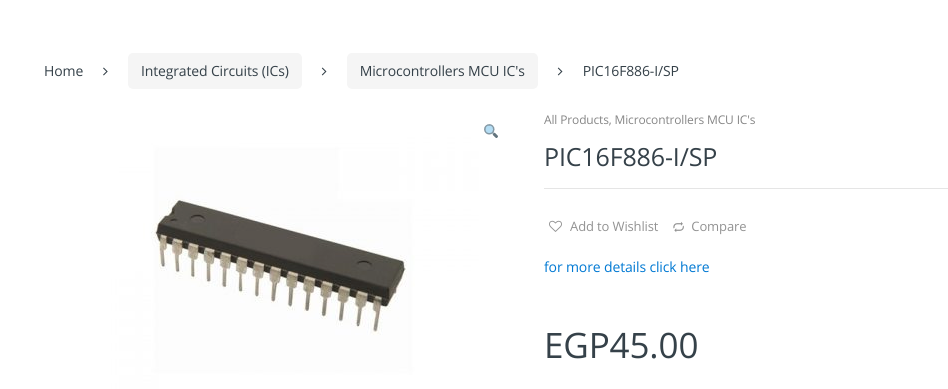 Home > Integrated Circuits (ICs) > Microcontrollers MCU IC's > PIC16F886-I/SP
All Products, Microcontrollers MCU IC's
PIC16F886-I/SP
Add to Wishlist Compare
for more details click here
EGP45.00